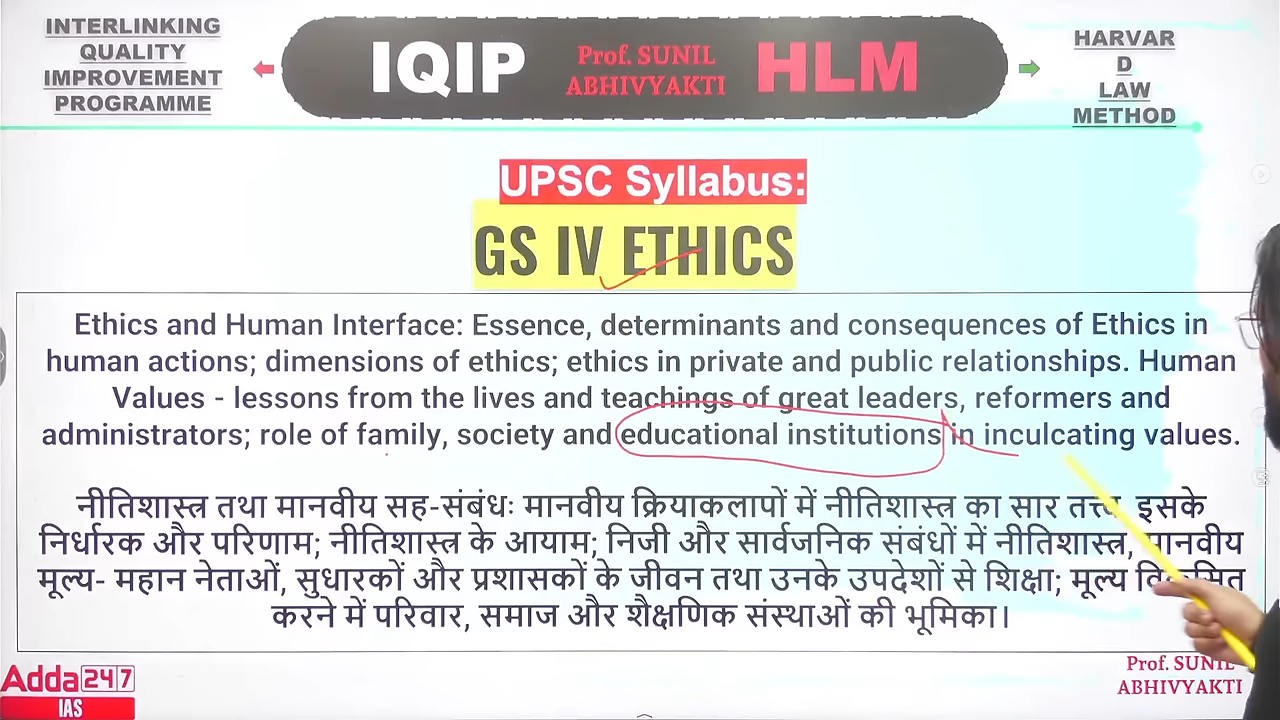 INTERLINKING
QUALITY
IMPROVEMENT
PROGRAMME
IQIP
Prof. SUNIL
ABHIVYAKTI
HLM
HARVAR
D
LAW
METHOD
UPSC Syllabus:
GS IV ETHICS
Ethics and Human Interface: Essence, determinants and consequences of Ethics in
human actions; dimensions of ethics; ethics in private and public relationships. Human
Values - lessons from the lives and teachings of great leaders, reformers and
administrators; role of family, society and educational institutions in inculcating values.
नीतिशास्त्र तथा मानवीय सह-संबंधः मानवीय क्रियाकलापों में नीतिशास्त्र का सार तत्त्व, इसके
निर्धारक और परिणाम; नीतिशास्त्र के आयाम; निजी और सार्वजनिक संबंधों में नीतिशास्त्र, मानवीय
मूल्य- महान नेताओं, सुधारकों और प्रशासकों के जीवन तथा उनके उपदेशों से शिक्षा; मूल्य विकसित
करने में परिवार, समाज और शैक्षणिक संस्थाओं की भूमिका।
Adda247
IAS
Prof. SUNIL
ABHIVYAKTI